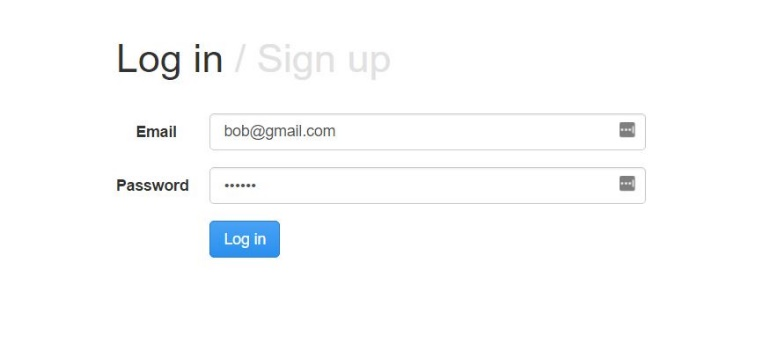 Log in / Sign up
Email bob@gmail.com
Password ••••••
Log in